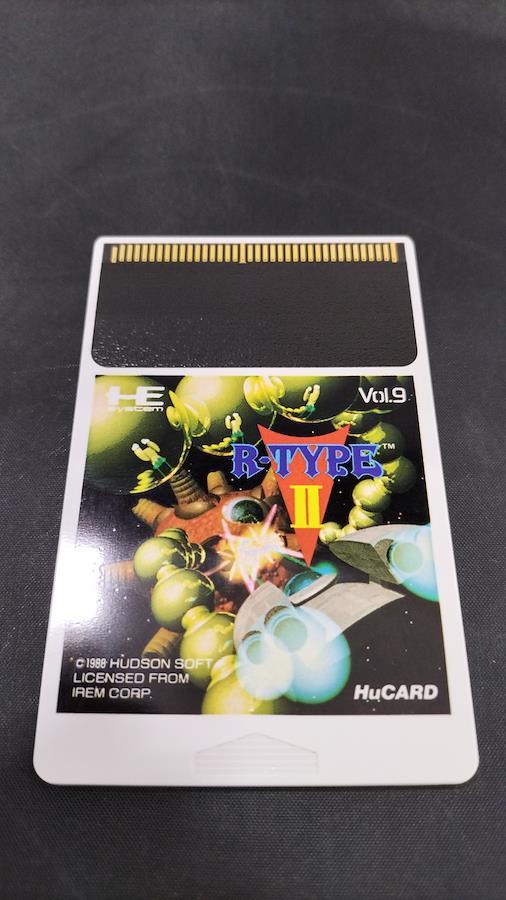 HE
system
Vol.9
R·TYPE™
II
©1988 HUDSON SOFT
LICENSED FROM
IREM CORP.
HuCARD